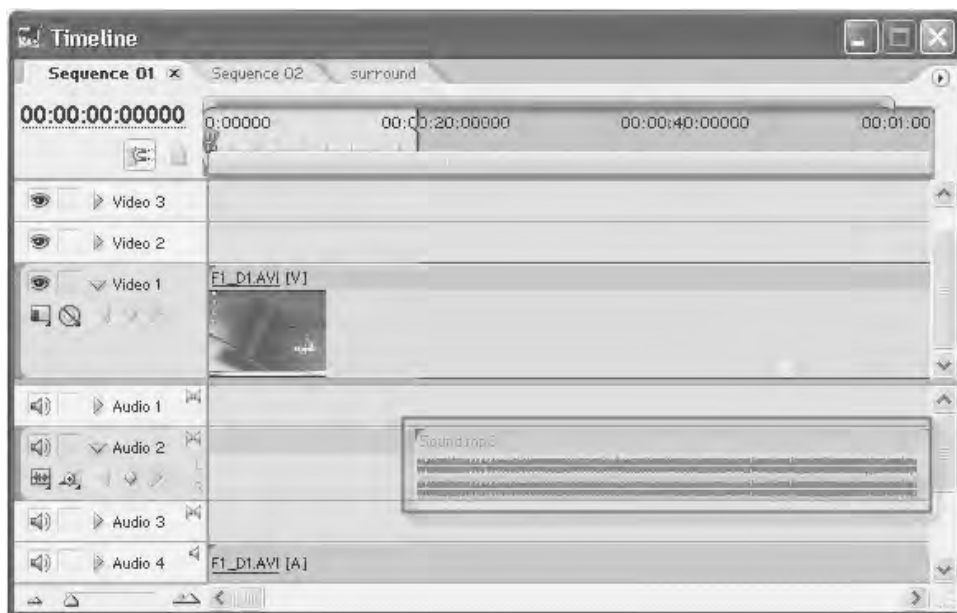 Timeline
Sequence 01 × Sequence 02 surround
00:00:00:00000 0:00000 00:00:20:00000 00:00:40:00000 00:01:00
Video 3
Video 2
Video 1 F1_D1.AVI [V]
Audio 1
Audio 2 Sound.mp3
Audio 3
Audio 4 F1_D1.AVI [A]